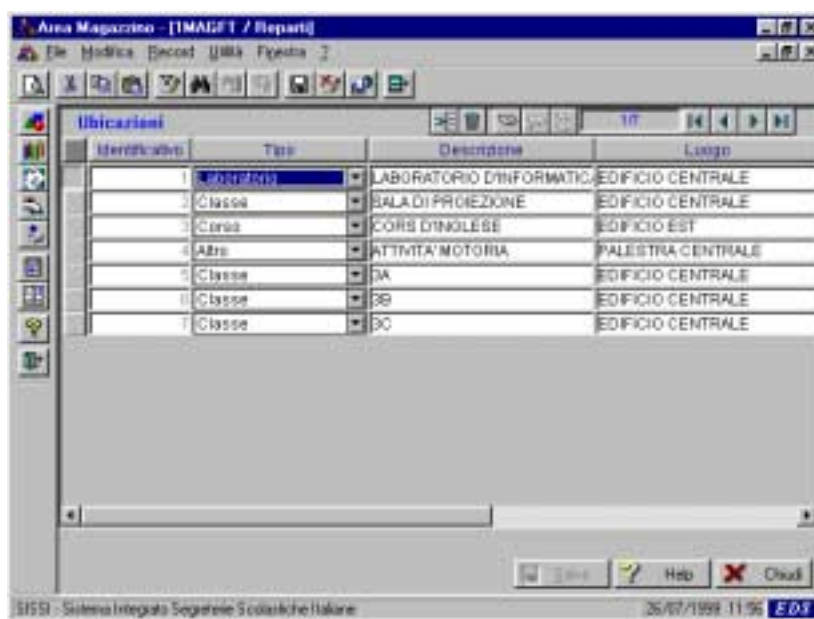 Area Magazzino - [1MAGFT / Reparti]
File Modifica Record Utilità Finestra ?
Ubicazioni 1/7
Identificativo Tipo Descrizione Luogo
1 Laboratorio LABORATORIO D'INFORMATICA EDIFICIO CENTRALE
2 Classe SALA DI PROIEZIONE EDIFICIO CENTRALE
3 Corso CORS D'INGLESE EDIFICIO EST
4 Altro ATTIVITA' MOTORIA PALESTRA CENTRALE
5 Classe 3A EDIFICIO CENTRALE
6 Classe 3B EDIFICIO CENTRALE
7 Classe 3C EDIFICIO CENTRALE
Help Chiudi
SISSI - Sistema Integrato Segreterie Scolastiche Italiane 26/07/1999 11:56 EDS